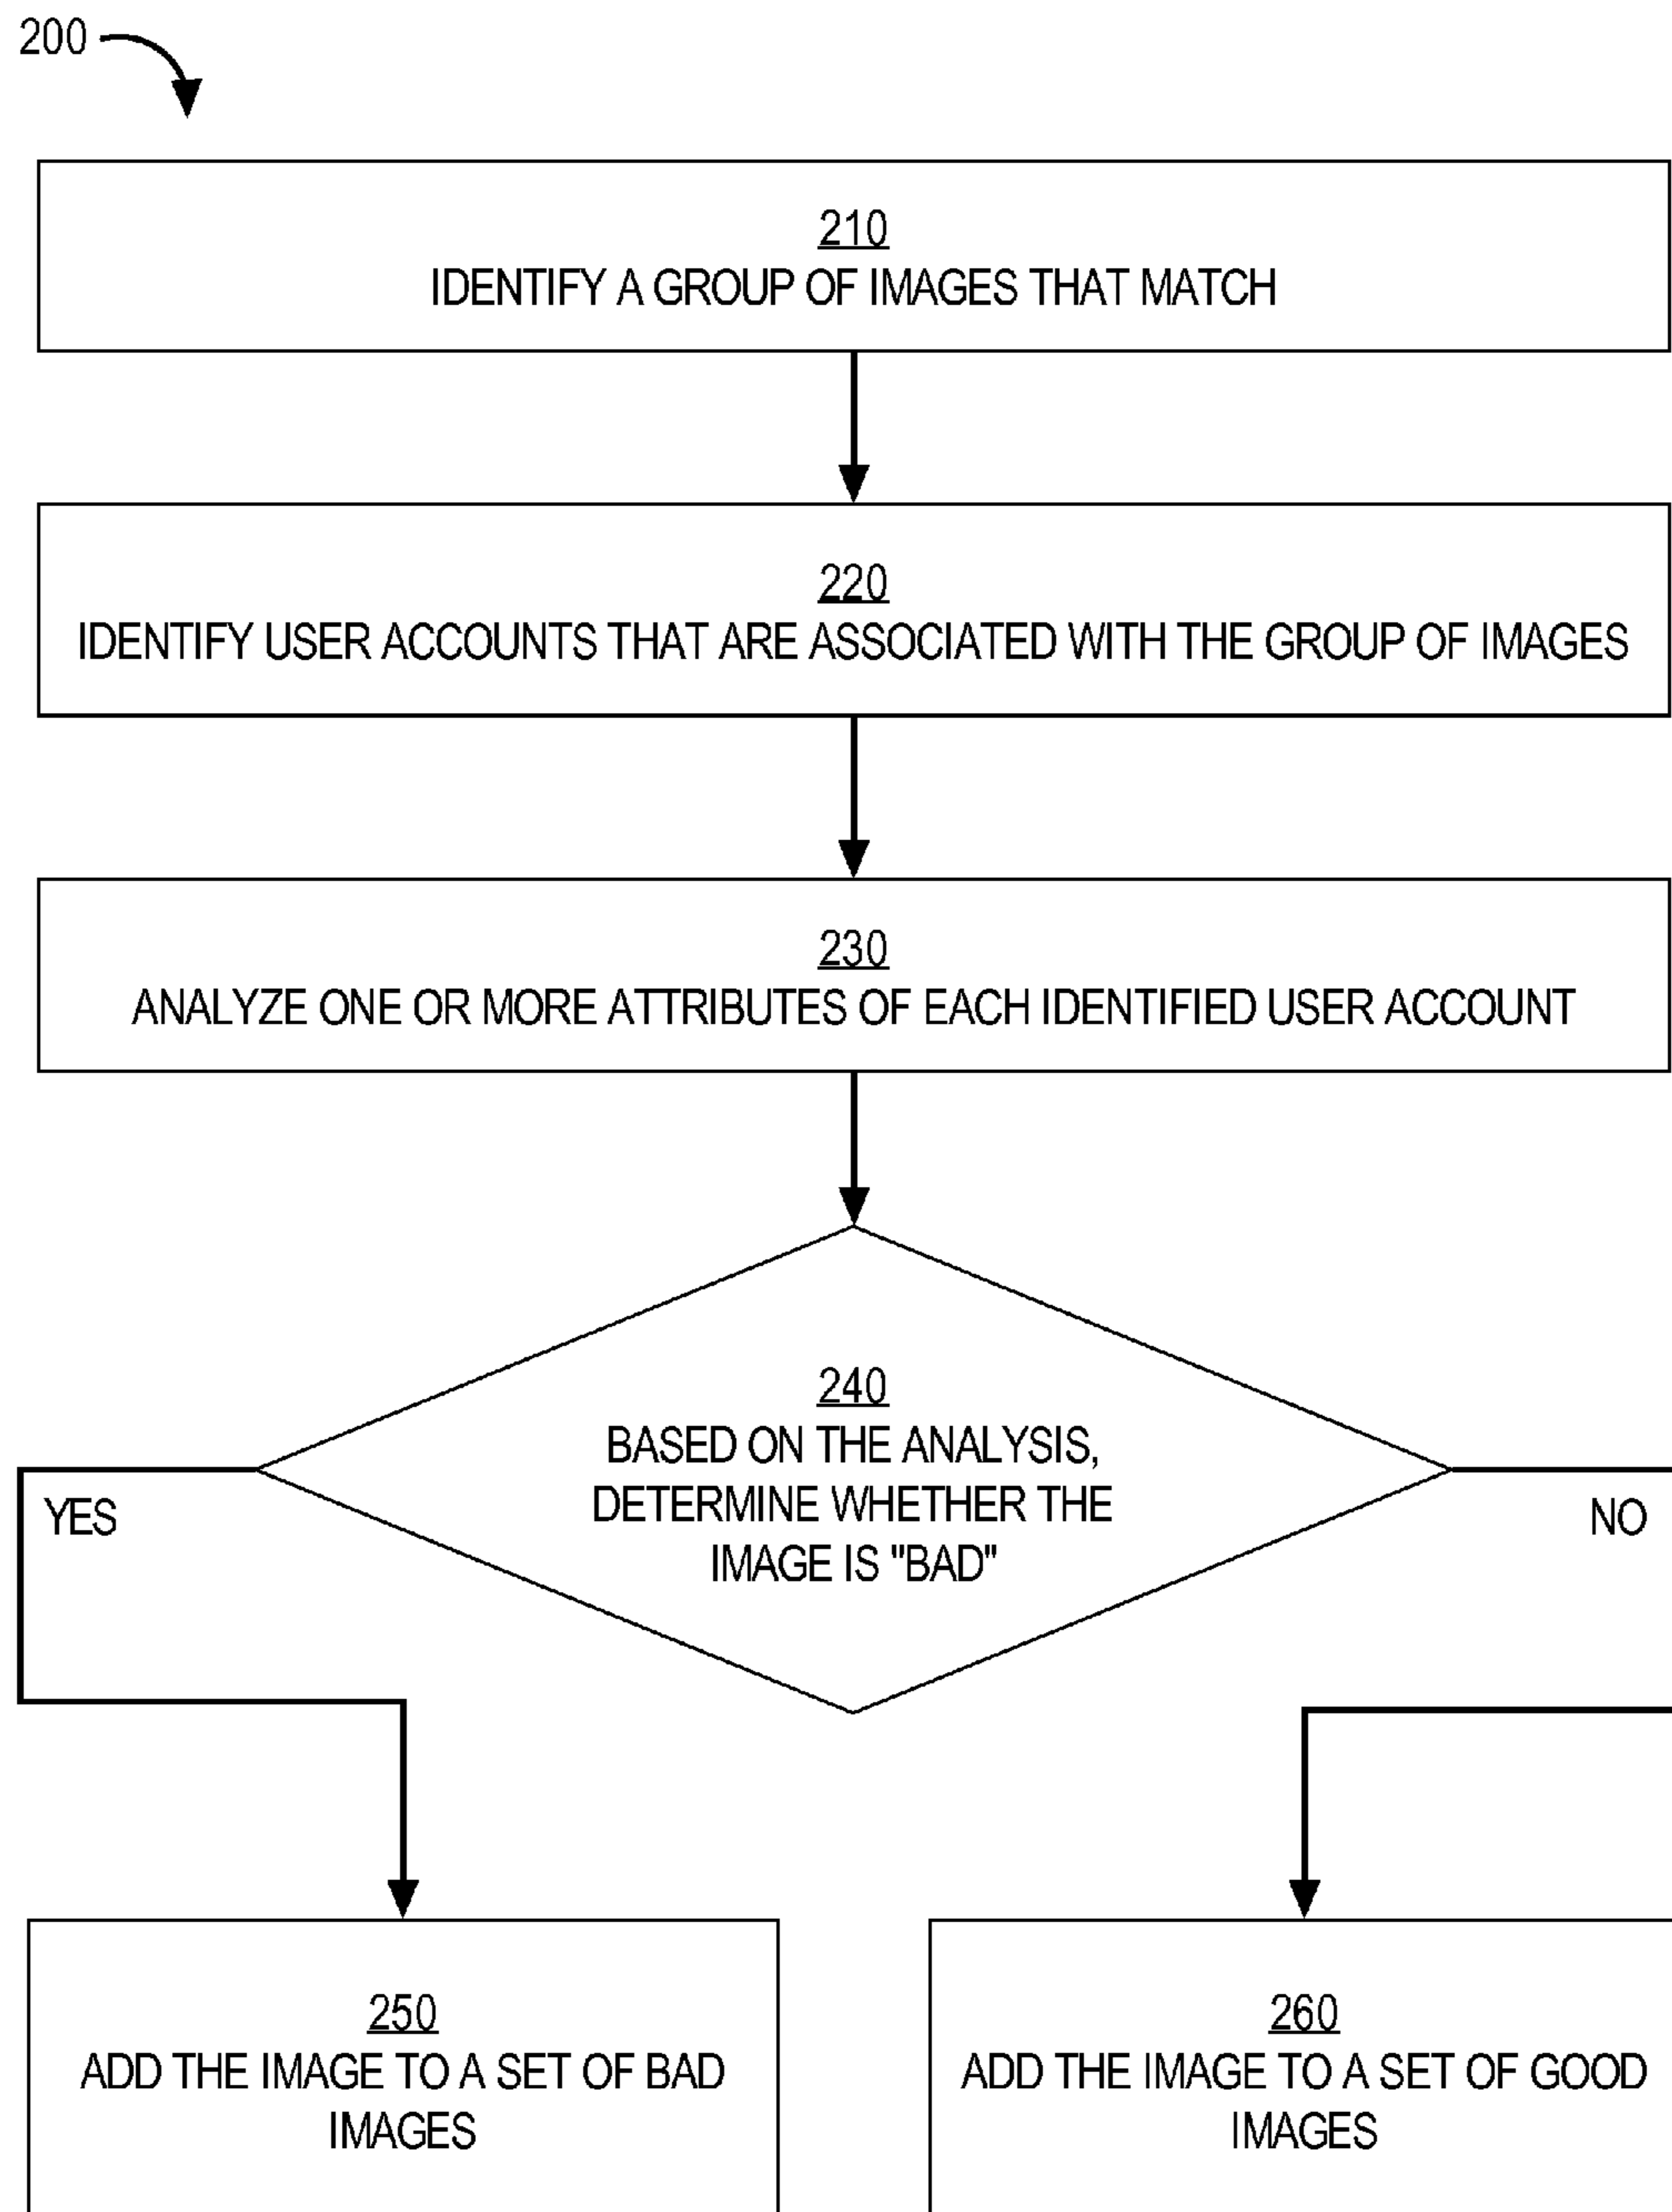 200
210
IDENTIFY A GROUP OF IMAGES THAT MATCH
220
IDENTIFY USER ACCOUNTS THAT ARE ASSOCIATED WITH THE GROUP OF IMAGES
230
ANALYZE ONE OR MORE ATTRIBUTES OF EACH IDENTIFIED USER ACCOUNT
240
BASED ON THE ANALYSIS,
DETERMINE WHETHER THE
IMAGE IS "BAD"
YES
NO
250
ADD THE IMAGE TO A SET OF BAD
IMAGES
260
ADD THE IMAGE TO A SET OF GOOD
IMAGES